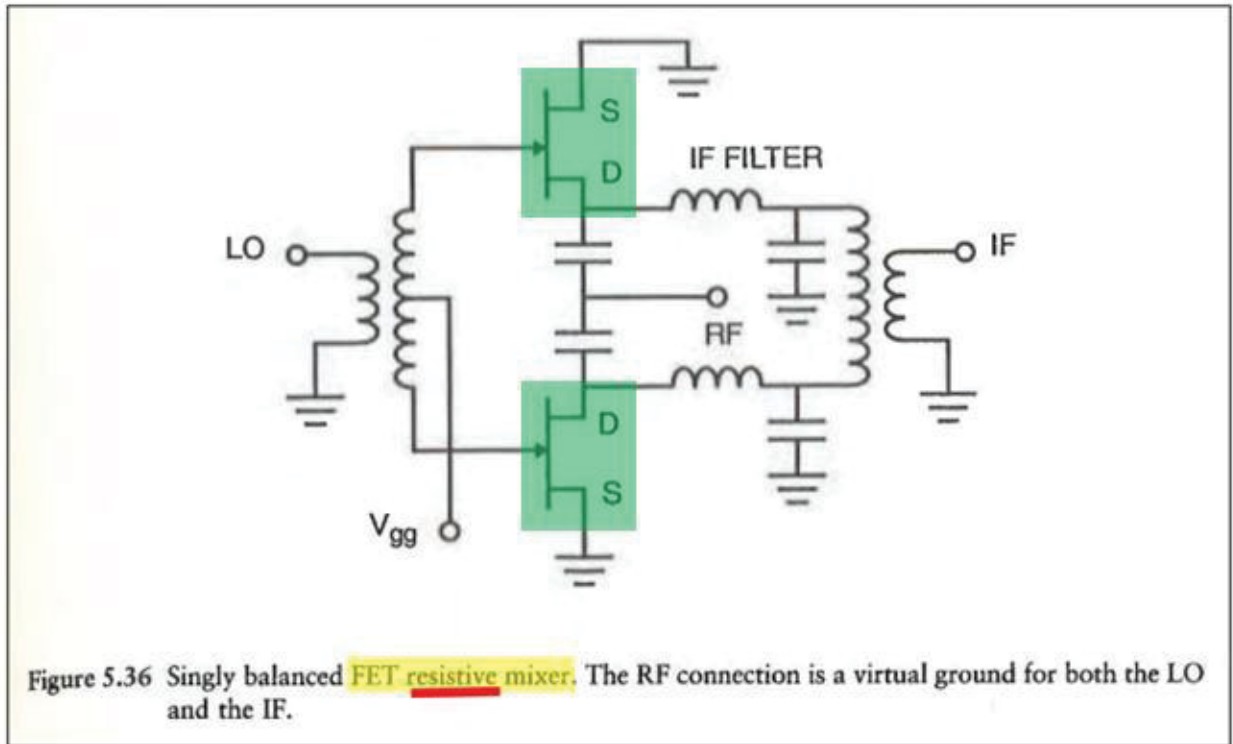 S
D
IF FILTER
LO
IF
RF
D
S
Vgg
Figure 5.36 Singly balanced FET resistive mixer. The RF connection is a virtual ground for both the LO
and the IF.